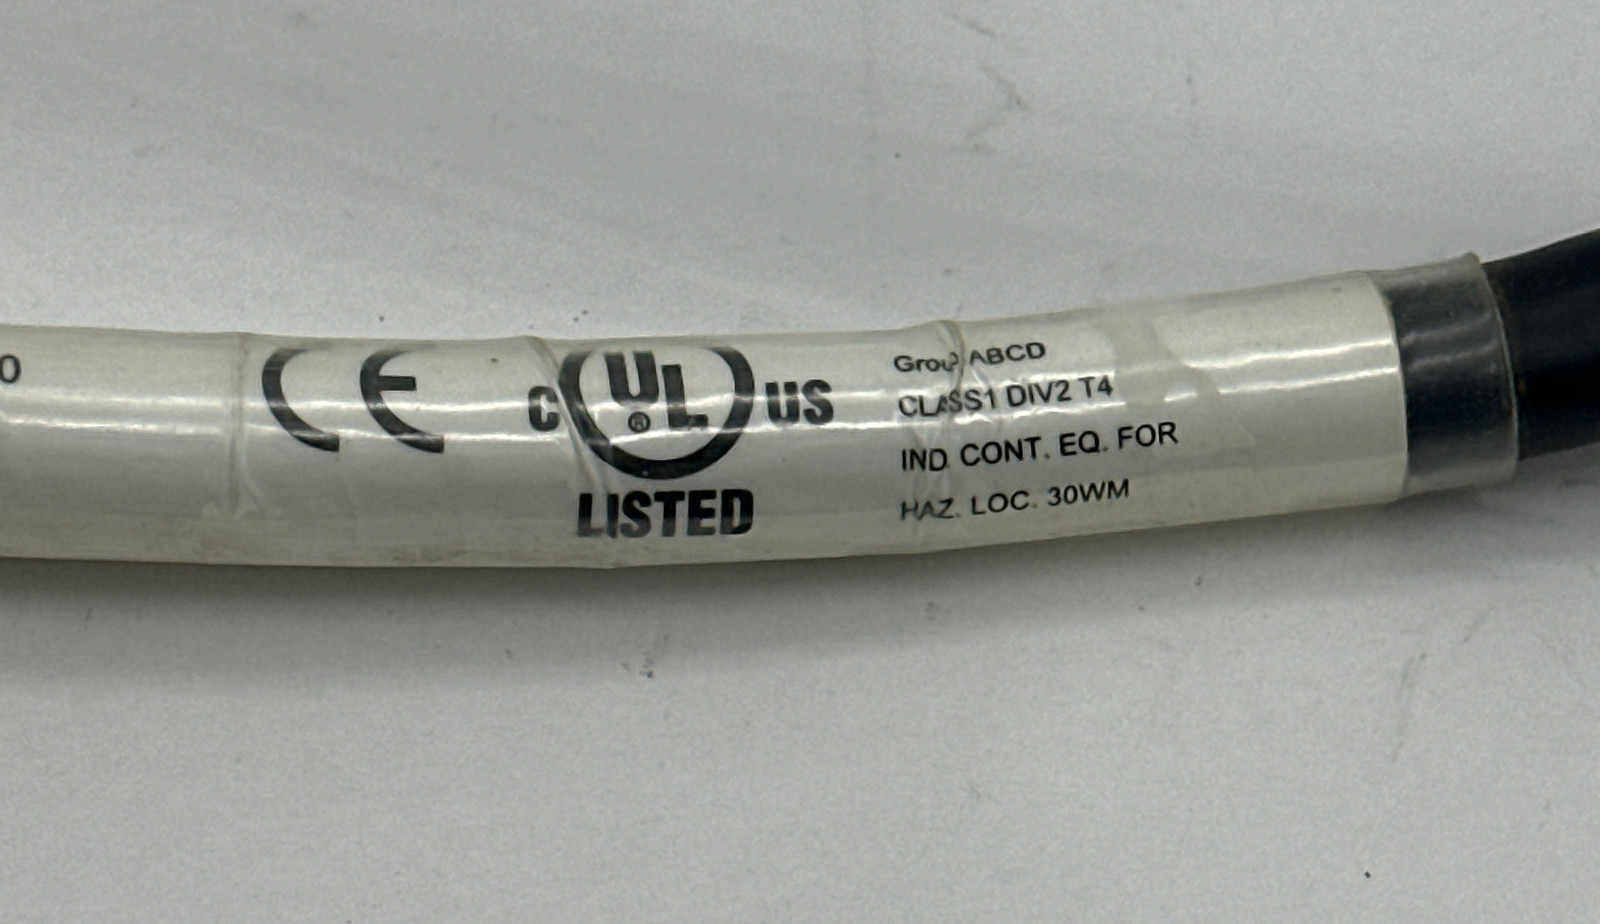 0
CE
C UL® US
LISTED
Group ABCD
CLASS1 DIV2 T4
IND. CONT. EQ. FOR
HAZ. LOC. 30WM